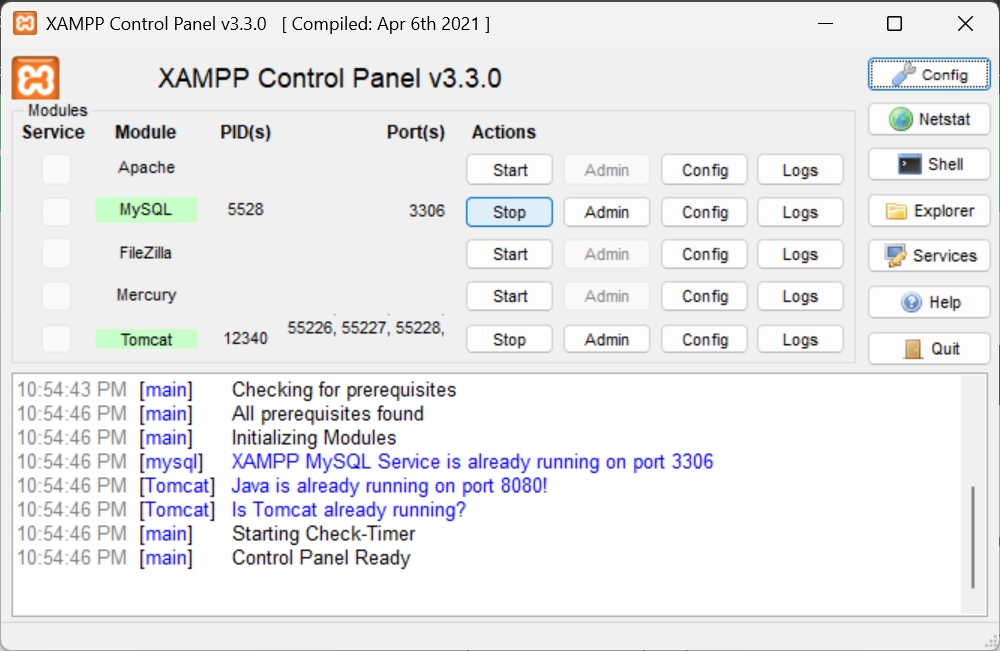 XAMPP Control Panel v3.3.0 [ Compiled: Apr 6th 2021 ]
XAMPP Control Panel v3.3.0
Config
Modules
Service Module PID(s) Port(s) Actions
Netstat
Apache Start Admin Config Logs
Shell
MySQL 5528 3306 Stop Admin Config Logs
Explorer
FileZilla Start Admin Config Logs
Services
Mercury Start Admin Config Logs
Help
Tomcat 12340 55226, 55227, 55228, Stop Admin Config Logs
Quit
10:54:43 PM [main] Checking for prerequisites
10:54:46 PM [main] All prerequisites found
10:54:46 PM [main] Initializing Modules
10:54:46 PM [mysql] XAMPP MySQL Service is already running on port 3306
10:54:46 PM [Tomcat] Java is already running on port 8080!
10:54:46 PM [Tomcat] Is Tomcat already running?
10:54:46 PM [main] Starting Check-Timer
10:54:46 PM [main] Control Panel Ready